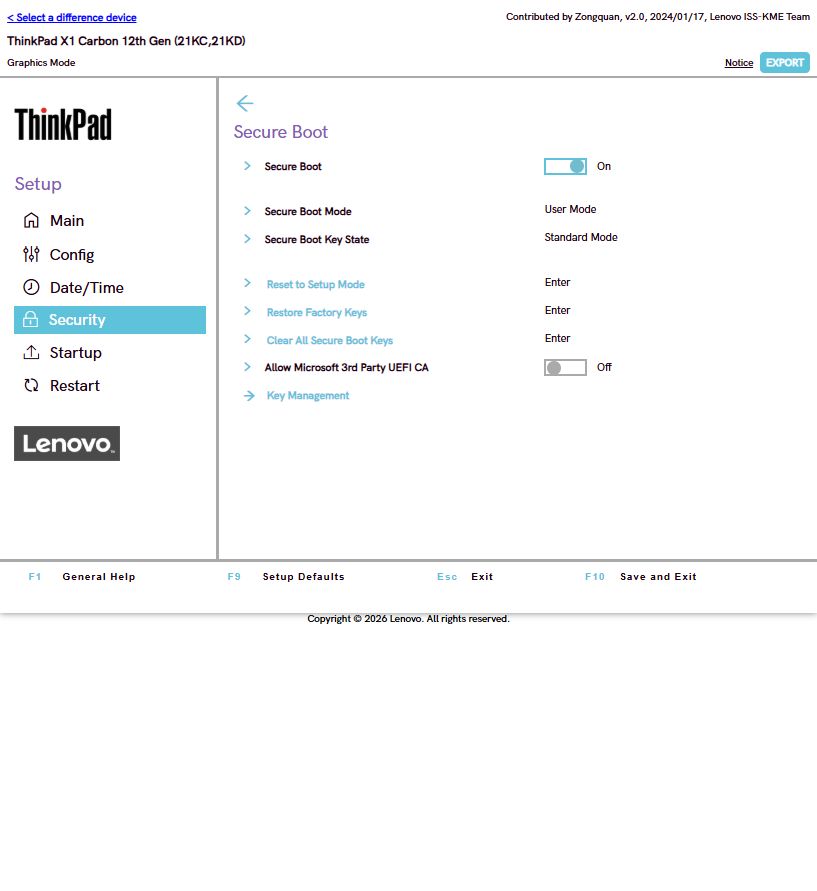 < Select a difference device
Contributed by Zongquan, v2.0, 2024/01/17, Lenovo ISS-KME Team
ThinkPad X1 Carbon 12th Gen (21KC,21KD)
Graphics Mode
Notice EXPORT
ThinkPad
Setup
Main
Config
Date/Time
Security
Startup
Restart
Lenovo™
Secure Boot
Secure Boot On
Secure Boot Mode User Mode
Secure Boot Key State Standard Mode
Reset to Setup Mode Enter
Restore Factory Keys Enter
Clear All Secure Boot Keys Enter
Allow Microsoft 3rd Party UEFI CA Off
Key Management
F1 General Help F9 Setup Defaults Esc Exit F10 Save and Exit
Copyright © 2026 Lenovo. All rights reserved.